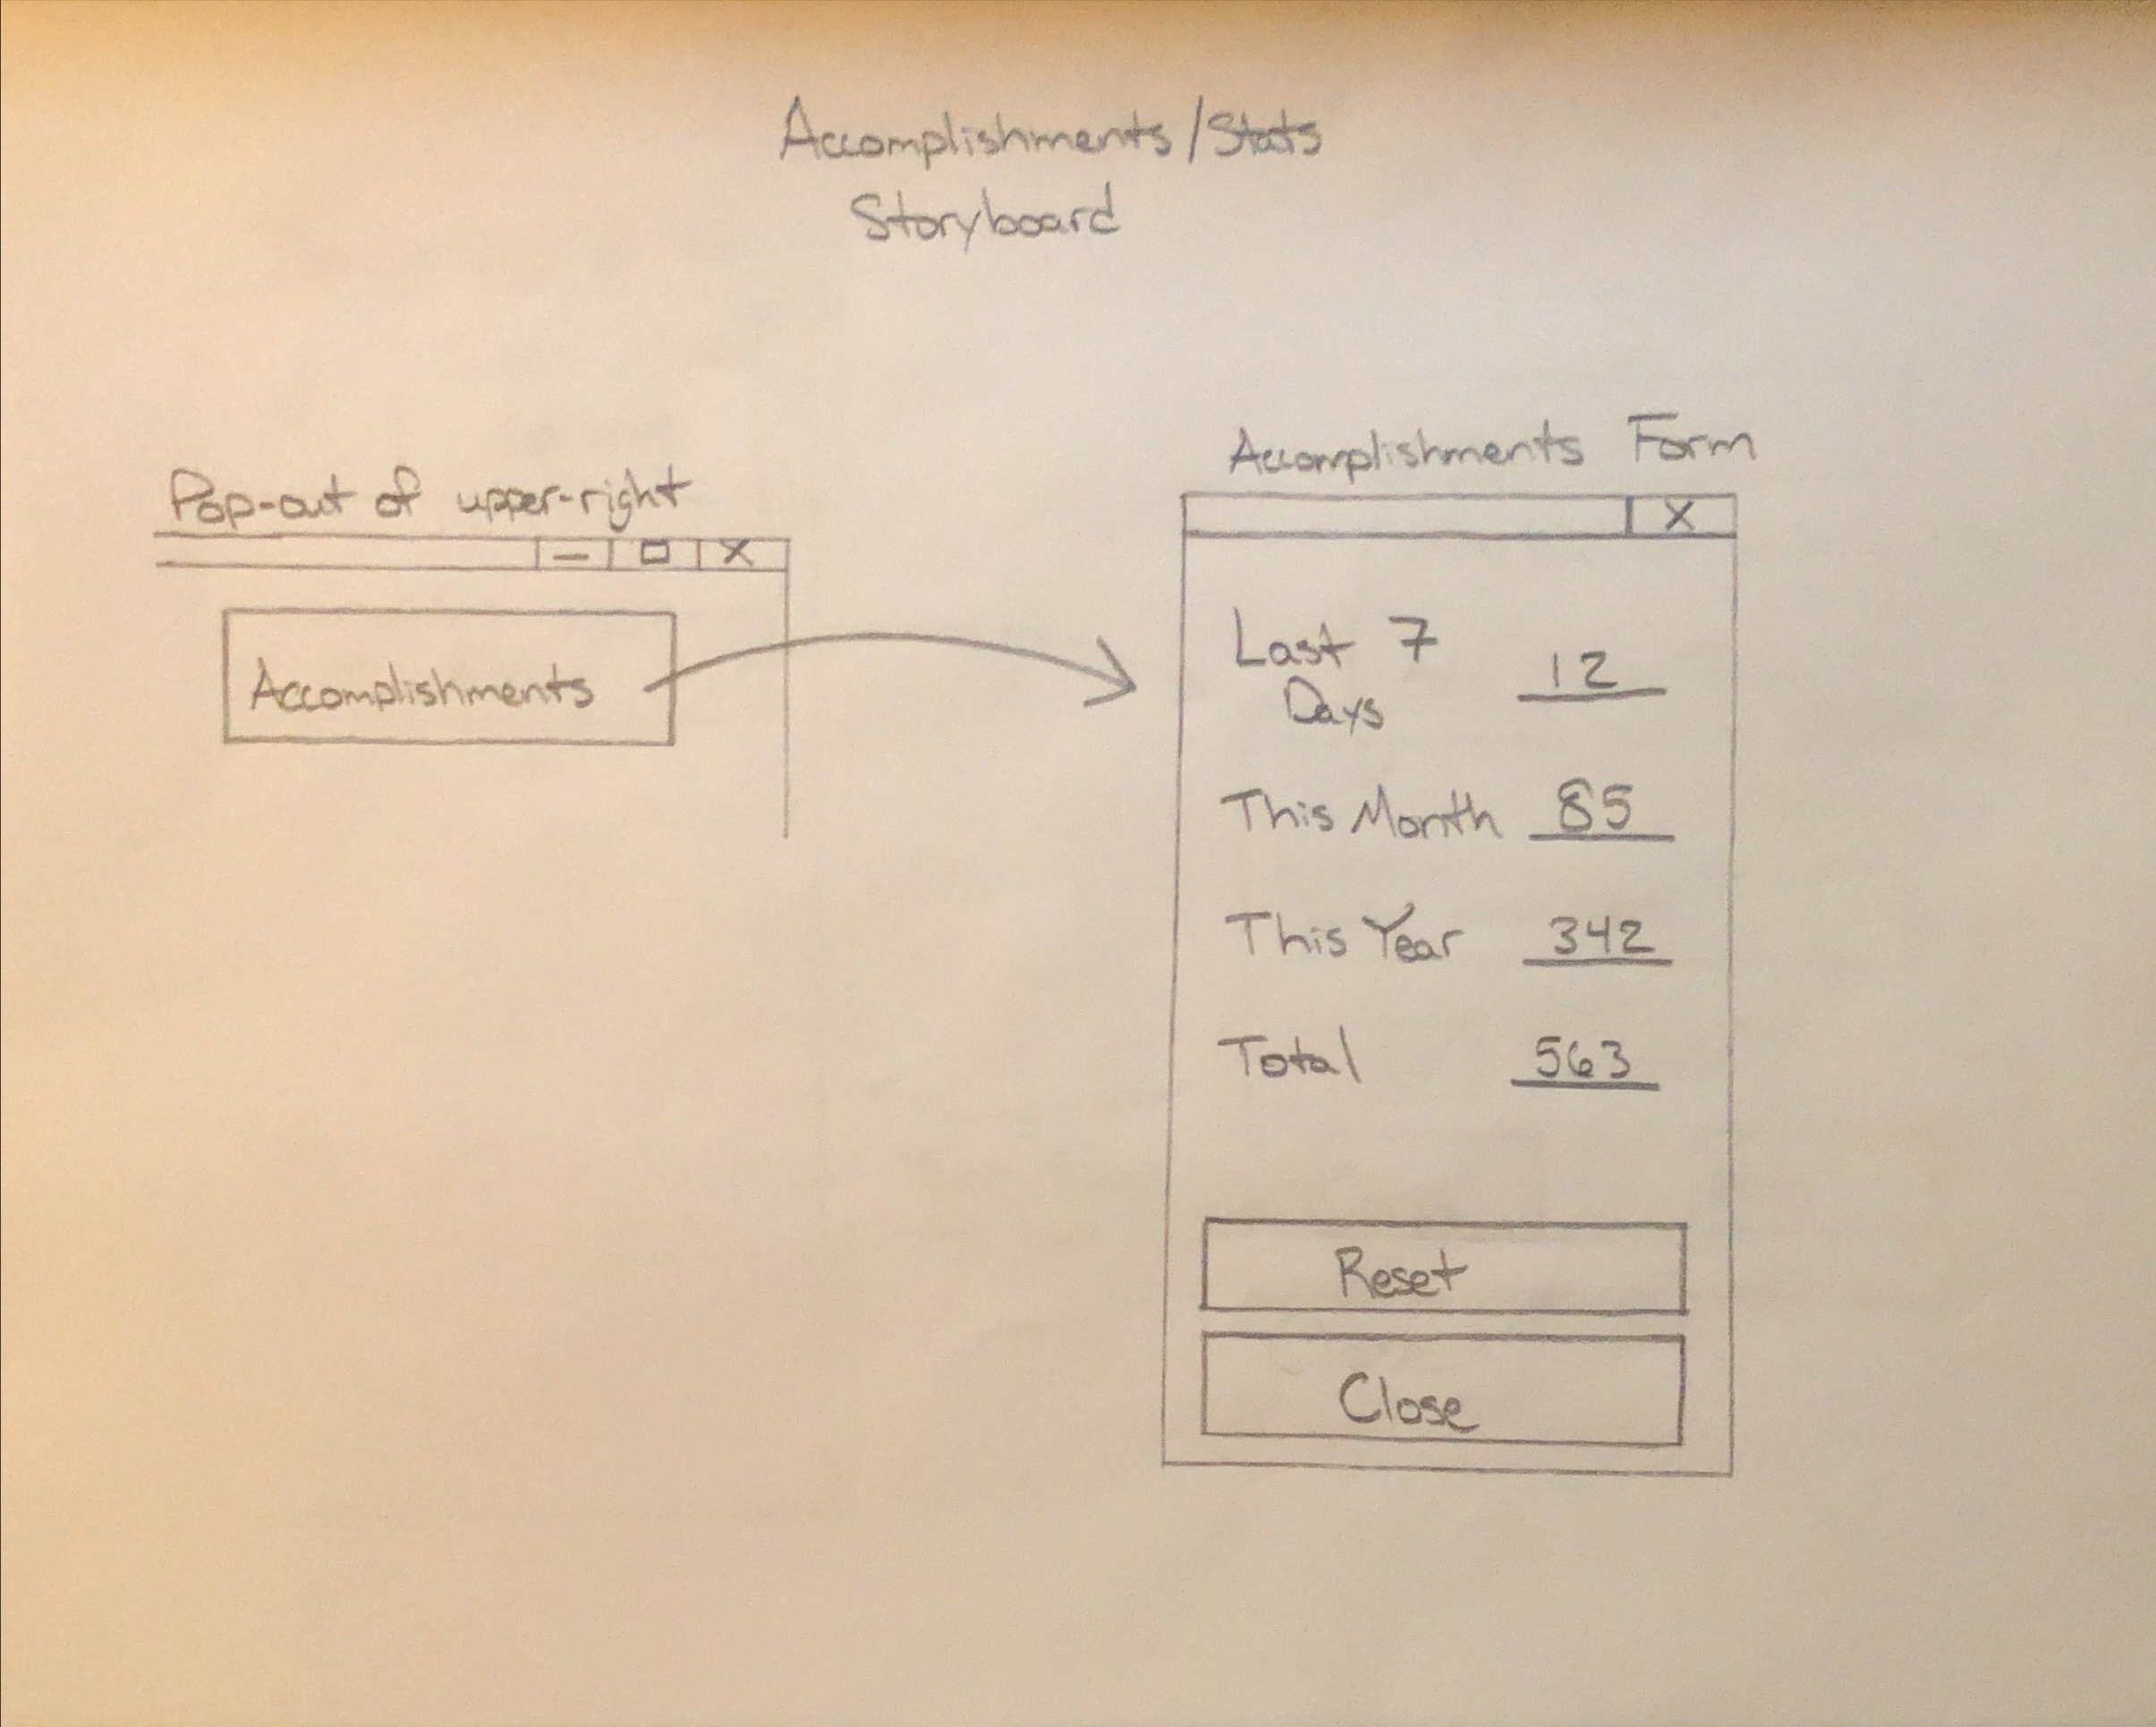 Accomplishments/Stats
Storyboard
Pop-out of upper-right
X
Accomplishments
Accomplishments Form
X
Last 7
Days
12
This Month 85
This Year 342
Total 563
Reset
Close